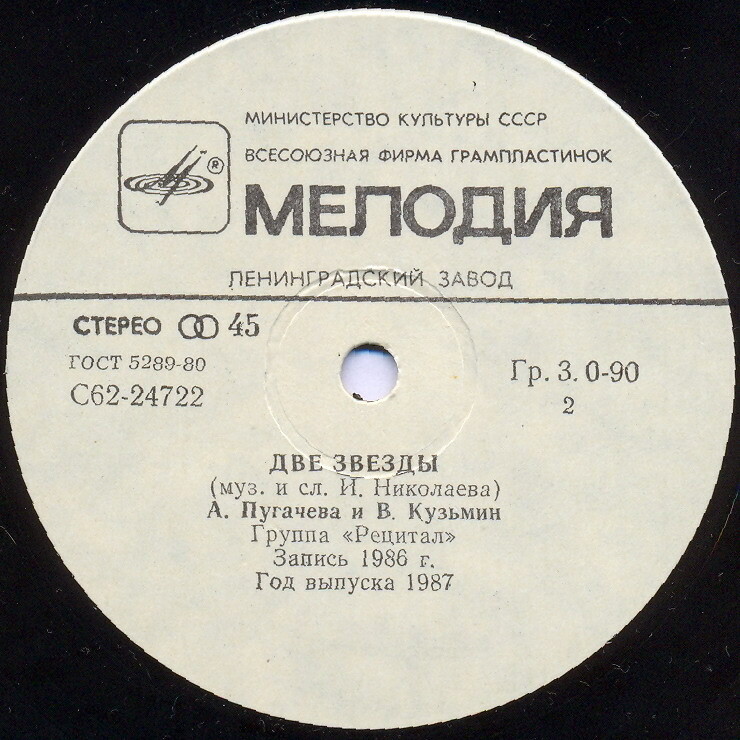 МИНИСТЕРСТВО КУЛЬТУРЫ СССР
ВСЕСОЮЗНАЯ ФИРМА ГРАМПЛАСТИНОК
®
МЕЛОДИЯ
ЛЕНИНГРАДСКИЙ ЗАВОД
СТЕРЕО 45
ГОСТ 5289-80
С62-24722
Гр. 3. 0-90
2
ДВЕ ЗВЕЗДЫ
(муз. и сл. И. Николаева)
А. Пугачева и В. Кузьмин
Группа «Рецитал»
Запись 1986 г.
Год выпуска 1987